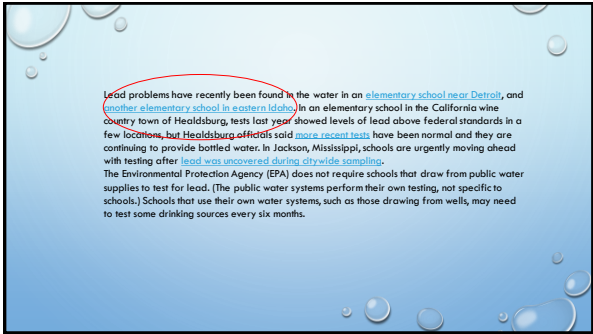 Lead problems have recently been found in the water in an elementary school near Detroit, and
another elementary school in eastern Idaho. In an elementary school in the California wine
country town of Healdsburg, tests last year showed levels of lead above federal standards in a
few locations, but Healdsburg officials said more recent tests have been normal and they are
continuing to provide bottled water. In Jackson, Mississippi, schools are urgently moving ahead
with testing after lead was uncovered during citywide sampling.
The Environmental Protection Agency (EPA) does not require schools that draw from public water
supplies to test for lead. (The public water systems perform their own testing, not specific to
schools.) Schools that use their own water systems, such as those drawing from wells, may need
to test some drinking sources every six months.